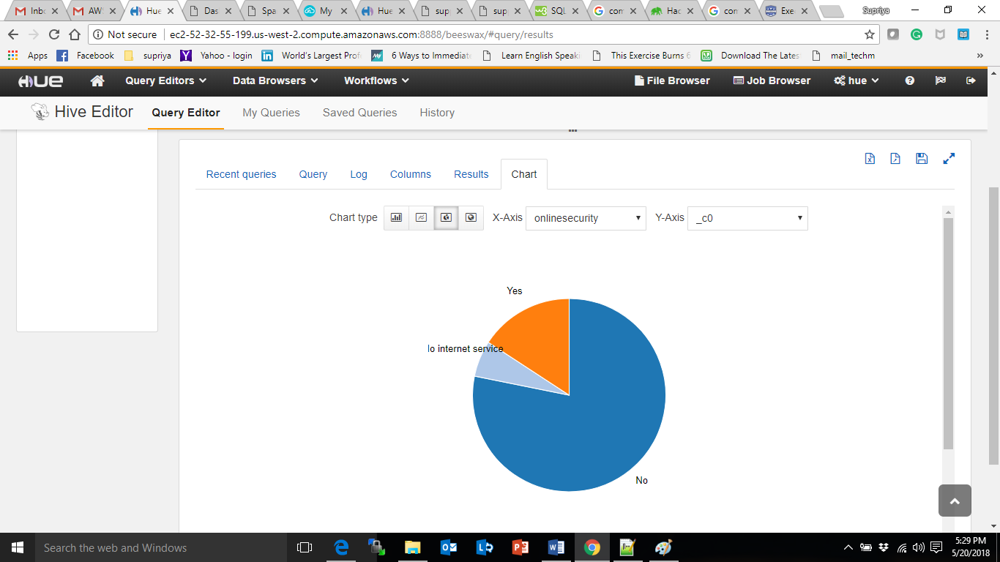 Inbo AW Hue Das Spa My Hue sup sup SQL com Hac con Exe Supriya
Not secure ec2-52-32-55-199.us-west-2.compute.amazonaws.com:8888/beeswax/#query/results
Apps Facebook supriya Yahoo - login World's Largest Prof 6 Ways to Immediate Learn English Speaki This Exercise Burns 6 Download The Lates mail_techm »
HUE Query Editors Data Browsers Workflows File Browser Job Browser hue
Hive Editor Query Editor My Queries Saved Queries History
Recent queries Query Log Columns Results Chart
Chart type X-Axis onlinesecurity Y-Axis _c0
Yes
lo internet service
No
Search the web and Windows
5:29 PM
5/20/2018